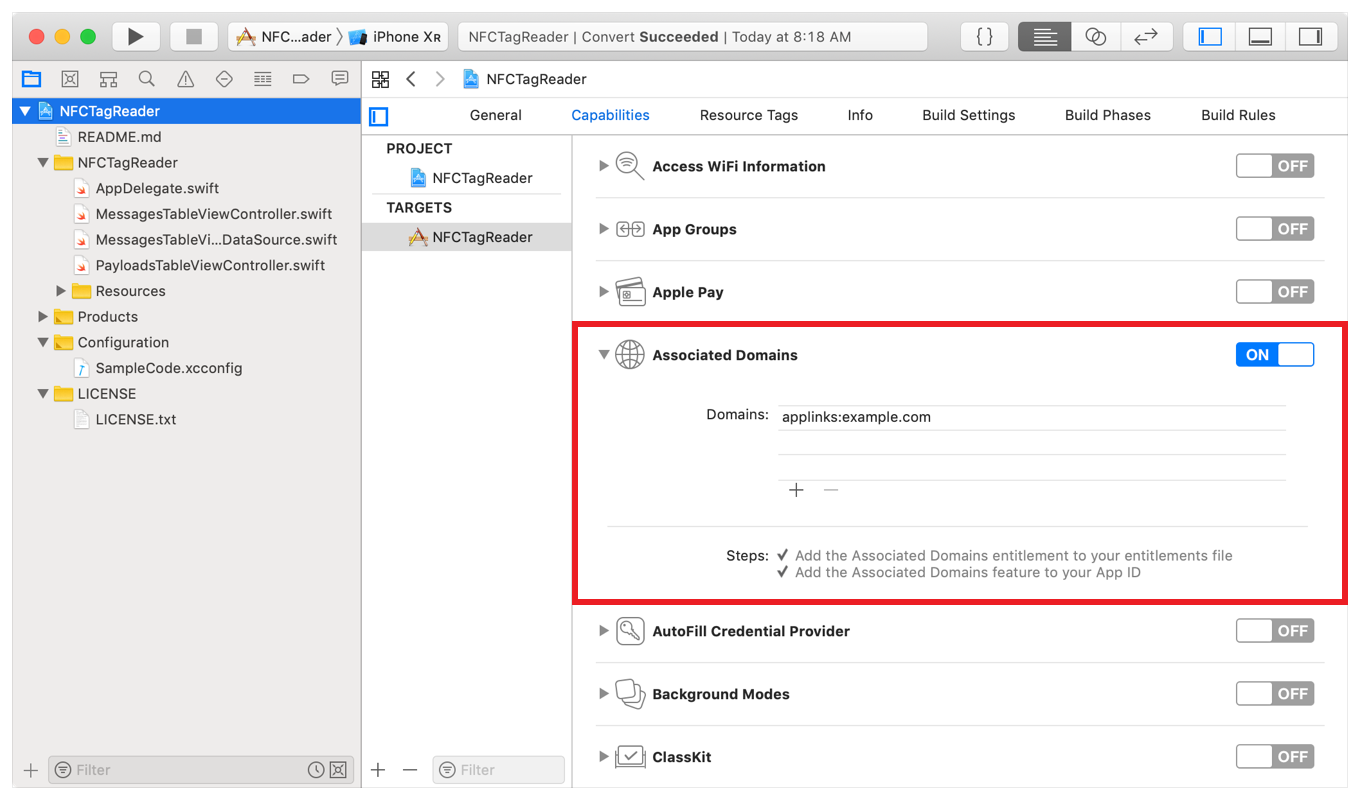 NFC...ader
iPhone XR
NFCTagReader | Convert Succeeded | Today at 8:18 AM
{ }
NFCTagReader
NFCTagReader
README.md
NFCTagReader
AppDelegate.swift
MessagesTableViewController.swift
MessagesTableVi...DataSource.swift
PayloadsTableViewController.swift
Resources
Products
Configuration
SampleCode.xcconfig
LICENSE
LICENSE.txt
Filter
General Capabilities Resource Tags Info Build Settings Build Phases Build Rules
PROJECT
NFCTagReader
TARGETS
NFCTagReader
Filter
Access WiFi Information OFF
App Groups OFF
Apple Pay OFF
Associated Domains ON
Domains: applinks:example.com
Steps: ✓ Add the Associated Domains entitlement to your entitlements file
✓ Add the Associated Domains feature to your App ID
AutoFill Credential Provider OFF
Background Modes OFF
ClassKit OFF